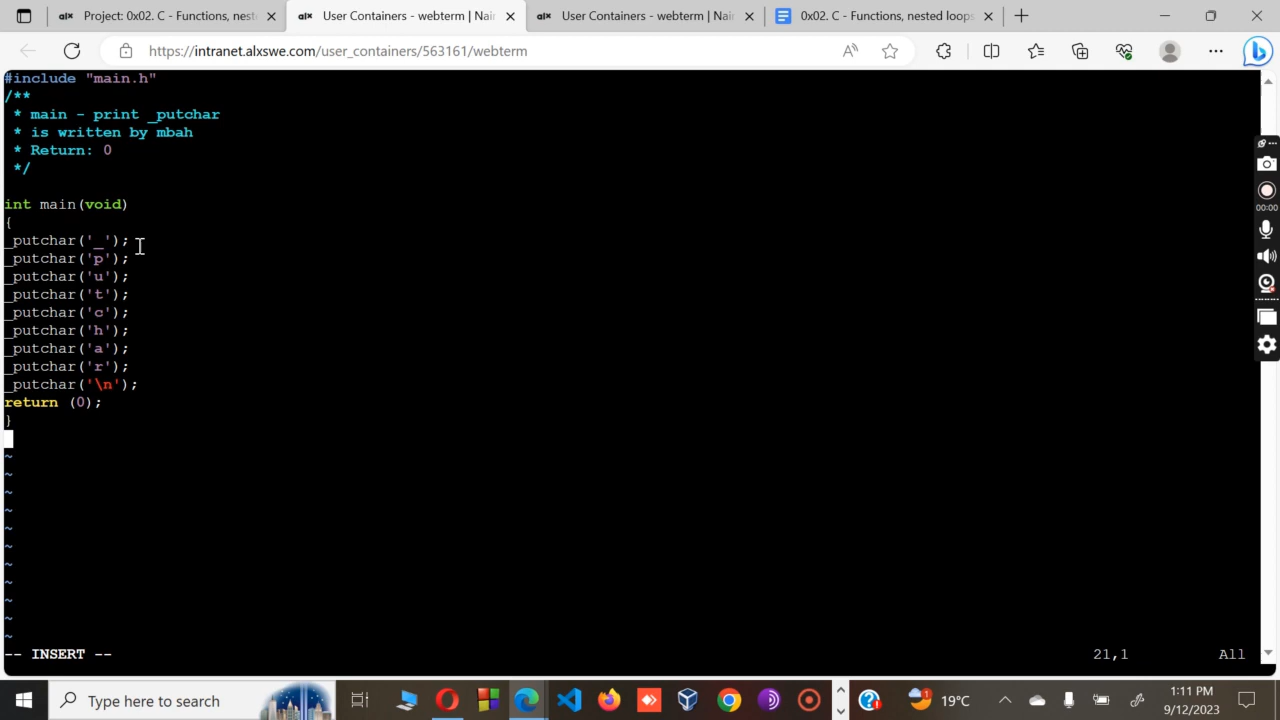 Project: 0x02. C - Functions, nest
User Containers - webterm | Nair
User Containers - webterm | Nair
0x02. C - Functions, nested loops
https://intranet.alxswe.com/user_containers/563161/webterm
#include "main.h"
/**
* main - print _putchar
* is written by mbah
* Return: 0
*/
int main(void)
{
_putchar('_');
_putchar('p');
_putchar('u');
_putchar('t');
_putchar('c');
_putchar('h');
_putchar('a');
_putchar('r');
_putchar('\n');
return (0);
}
~
~
~
~
~
~
~
~
~
~
~
-- INSERT --
21,1
All
00:00
Type here to search
19°C
1:11 PM
9/12/2023